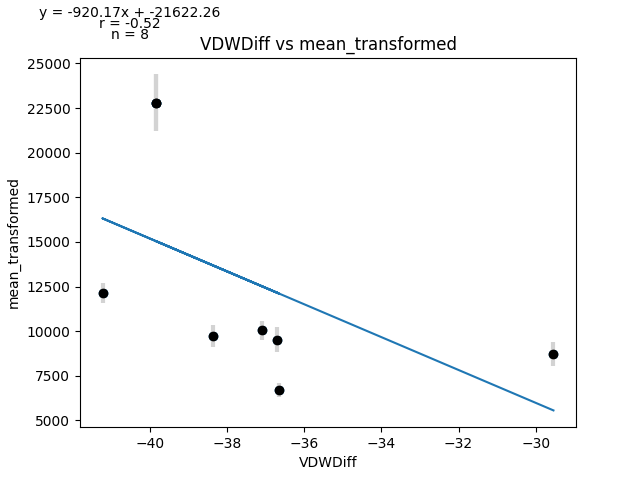 y = -920.17x + -21622.26
r = -0.52
n = 8
VDWDiff vs mean_transformed
25000
22500
20000
17500
15000
12500
10000
7500
5000
mean_transformed
−40
−38
−36
−34
−32
−30
VDWDiff